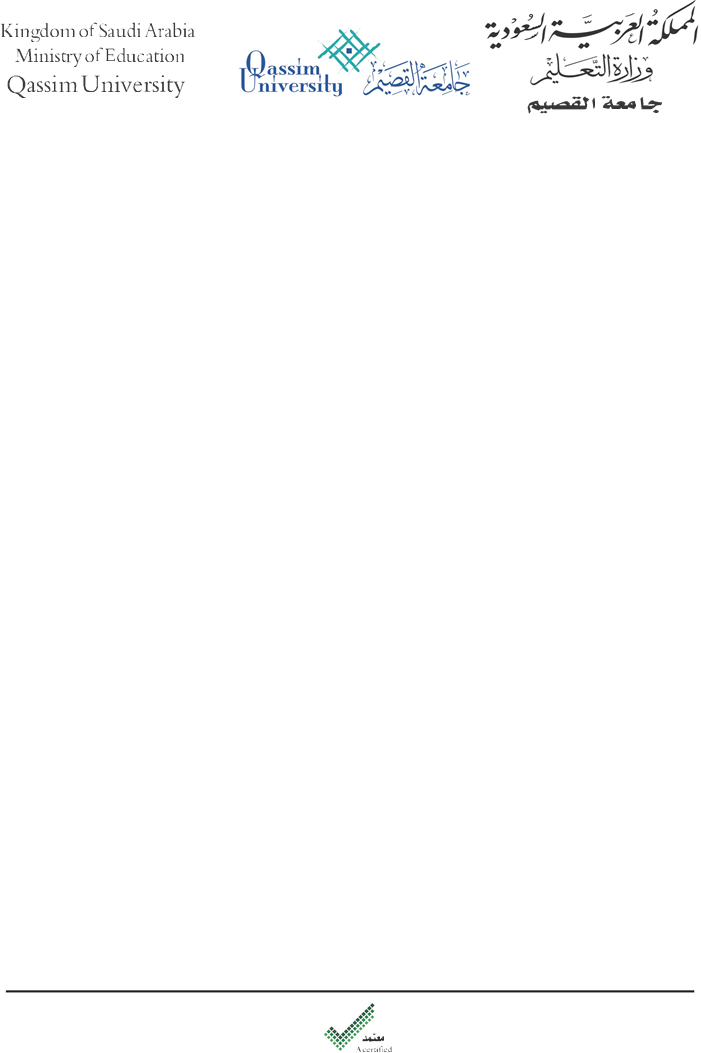 Kingdom of Saudi Arabia
Ministry of Education
Qassim University
Qassim
University
جامعة القصيم
المملكة العربية السعودية
وزارة التعليم
جامعة القصيم
معتمد
Accredited